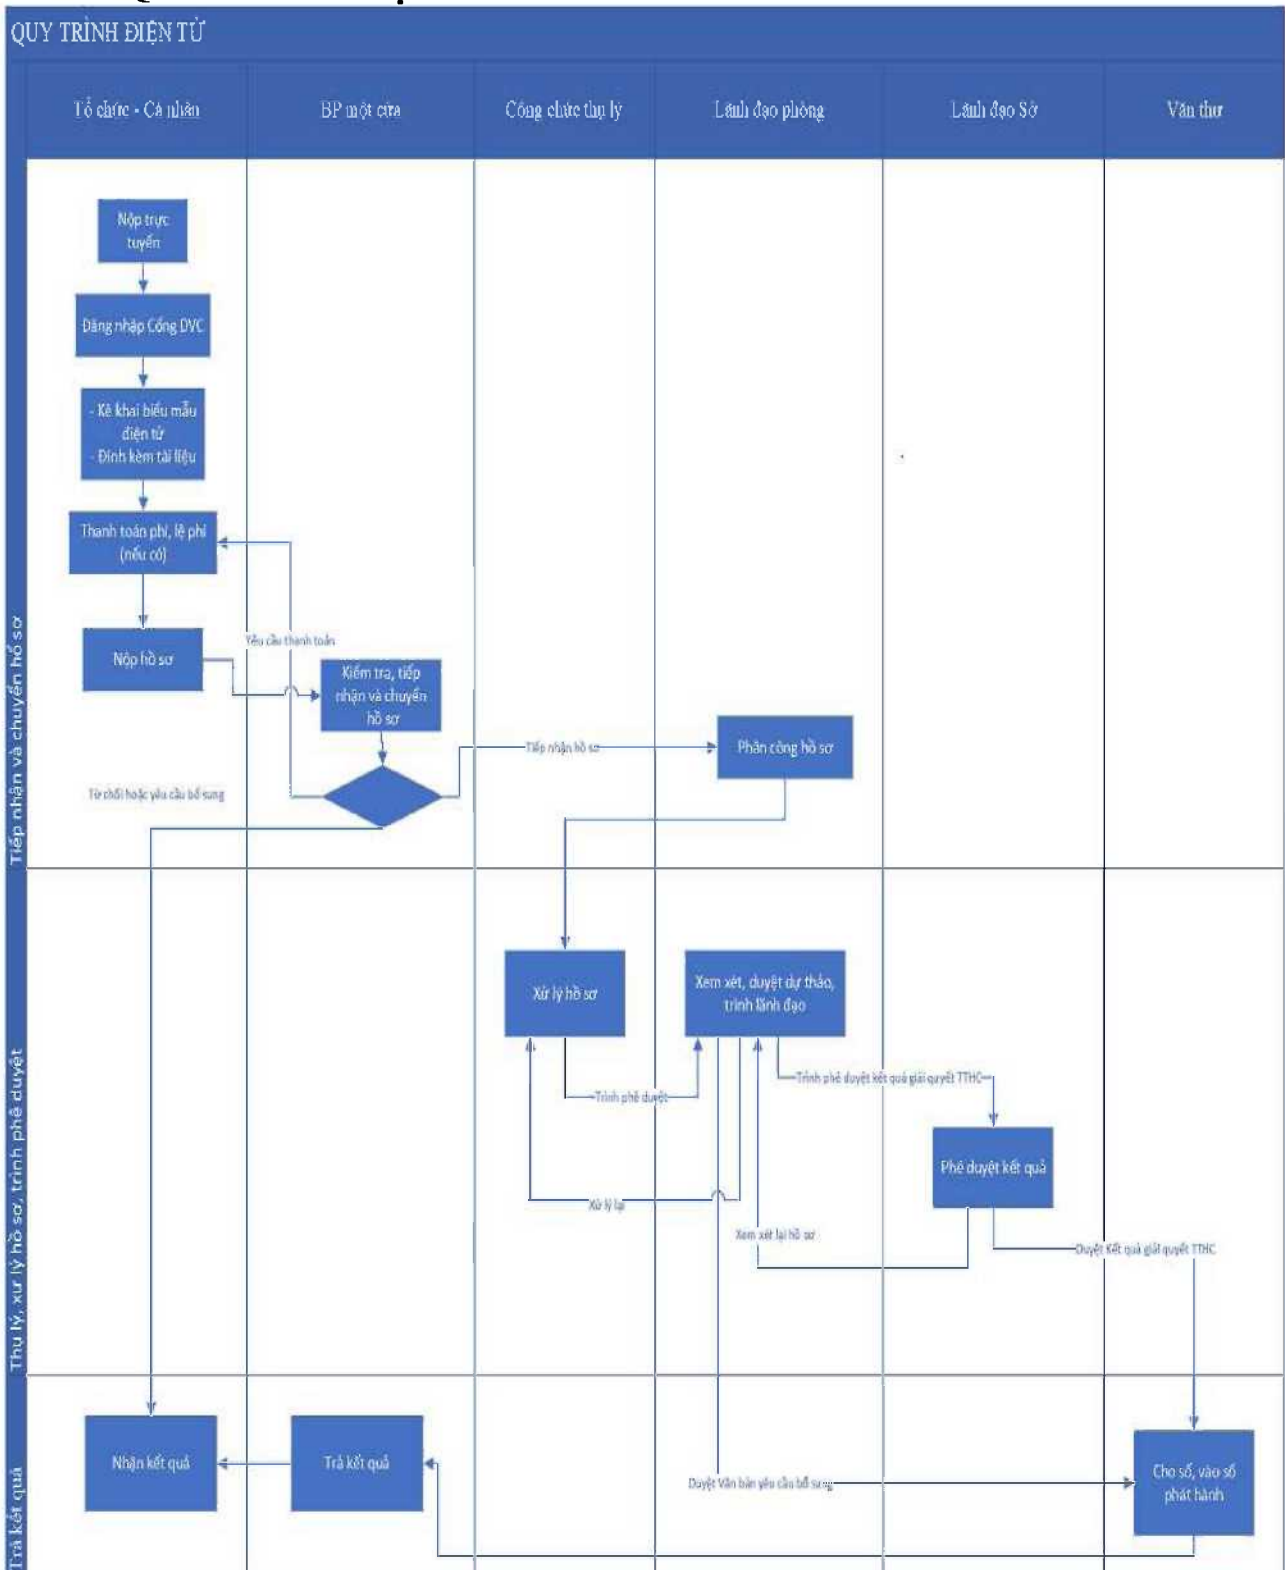 QUY TRÌNH ĐIỆN TỬ
Tổ chức - Cá nhân
BP một cửa
Công chức thụ lý
Lãnh đạo phòng
Lãnh đạo Sở
Văn thư
Tiếp nhận và chuyển hồ sơ
Nộp trực
tuyến
Đăng nhập Cổng DVC
- Kê khai biểu mẫu
điện tử
- Đính kèm tài liệu
Thanh toán phí, lệ phí
(nếu có)
Yêu cầu thanh toán
Nộp hồ sơ
Kiểm tra, tiếp
nhận và chuyển
hồ sơ
Tiếp nhận hồ sơ
Phân công hồ sơ
Từ chối hoặc yêu cầu bổ sung
Thụ lý, xử lý hồ sơ, trình phê duyệt
Xử lý hồ sơ
Xem xét, duyệt dự thảo,
trình lãnh đạo
Trình phê duyệt kết quả giải quyết TTHC
Trình phê duyệt
Phê duyệt kết quả
Xử lý lại
Xem xét lại hồ sơ
Duyệt Kết quả giải quyết TTHC
Trả kết quả
Nhận kết quả
Trả kết quả
Duyệt Văn bản yêu cầu bổ sung
Cho số, vào sổ
phát hành